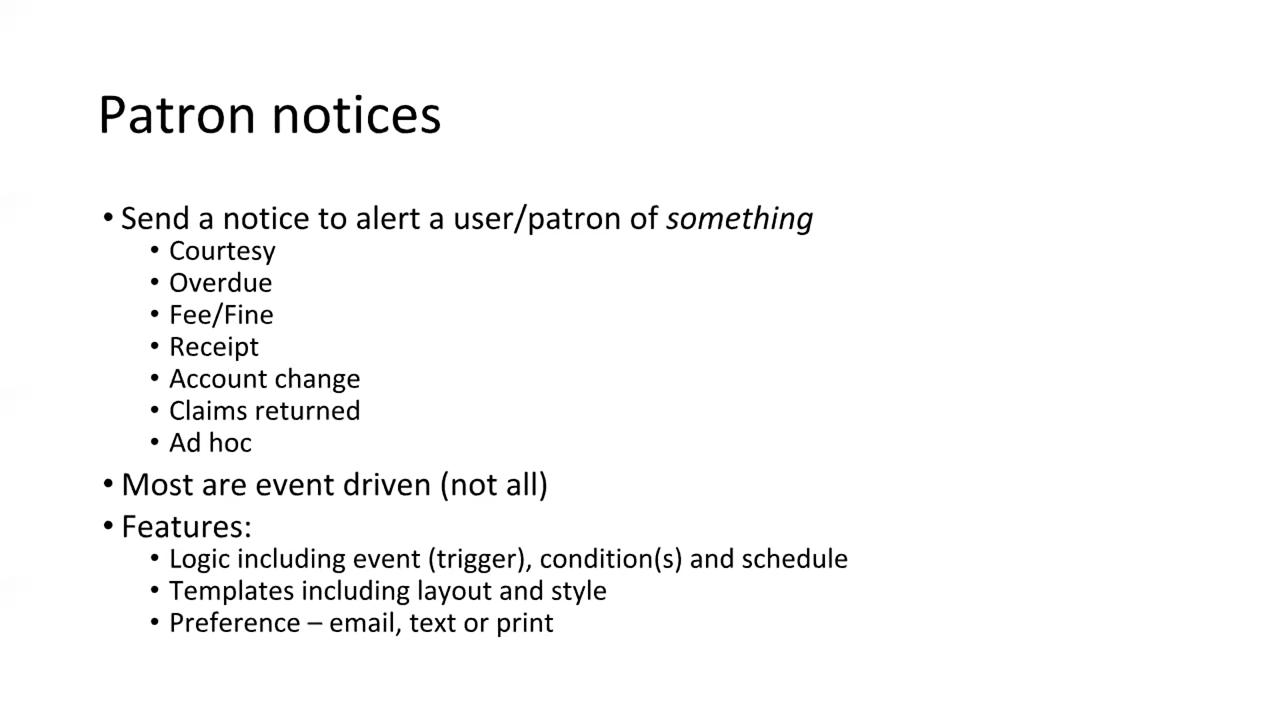 Patron notices
• Send a notice to alert a user/patron of something
• Courtesy
• Overdue
• Fee/Fine
• Receipt
• Account change
• Claims returned
• Ad hoc
• Most are event driven (not all)
• Features:
• Logic including event (trigger), condition(s) and schedule
• Templates including layout and style
• Preference – email, text or print